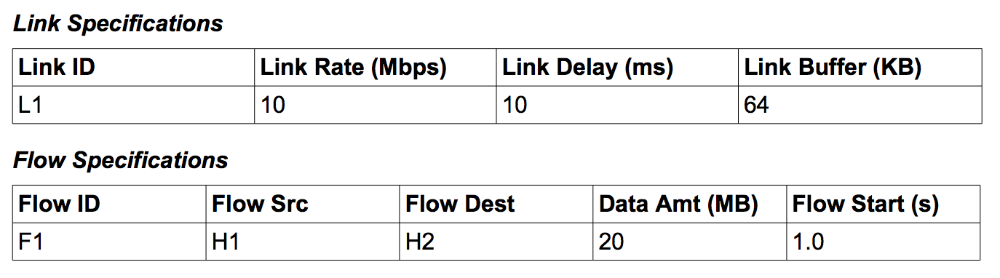 Link Specifications
Link ID Link Rate (Mbps) Link Delay (ms) Link Buffer (KB)
L1 10 10 64
Flow Specifications
Flow ID Flow Src Flow Dest Data Amt (MB) Flow Start (s)
F1 H1 H2 20 1.0